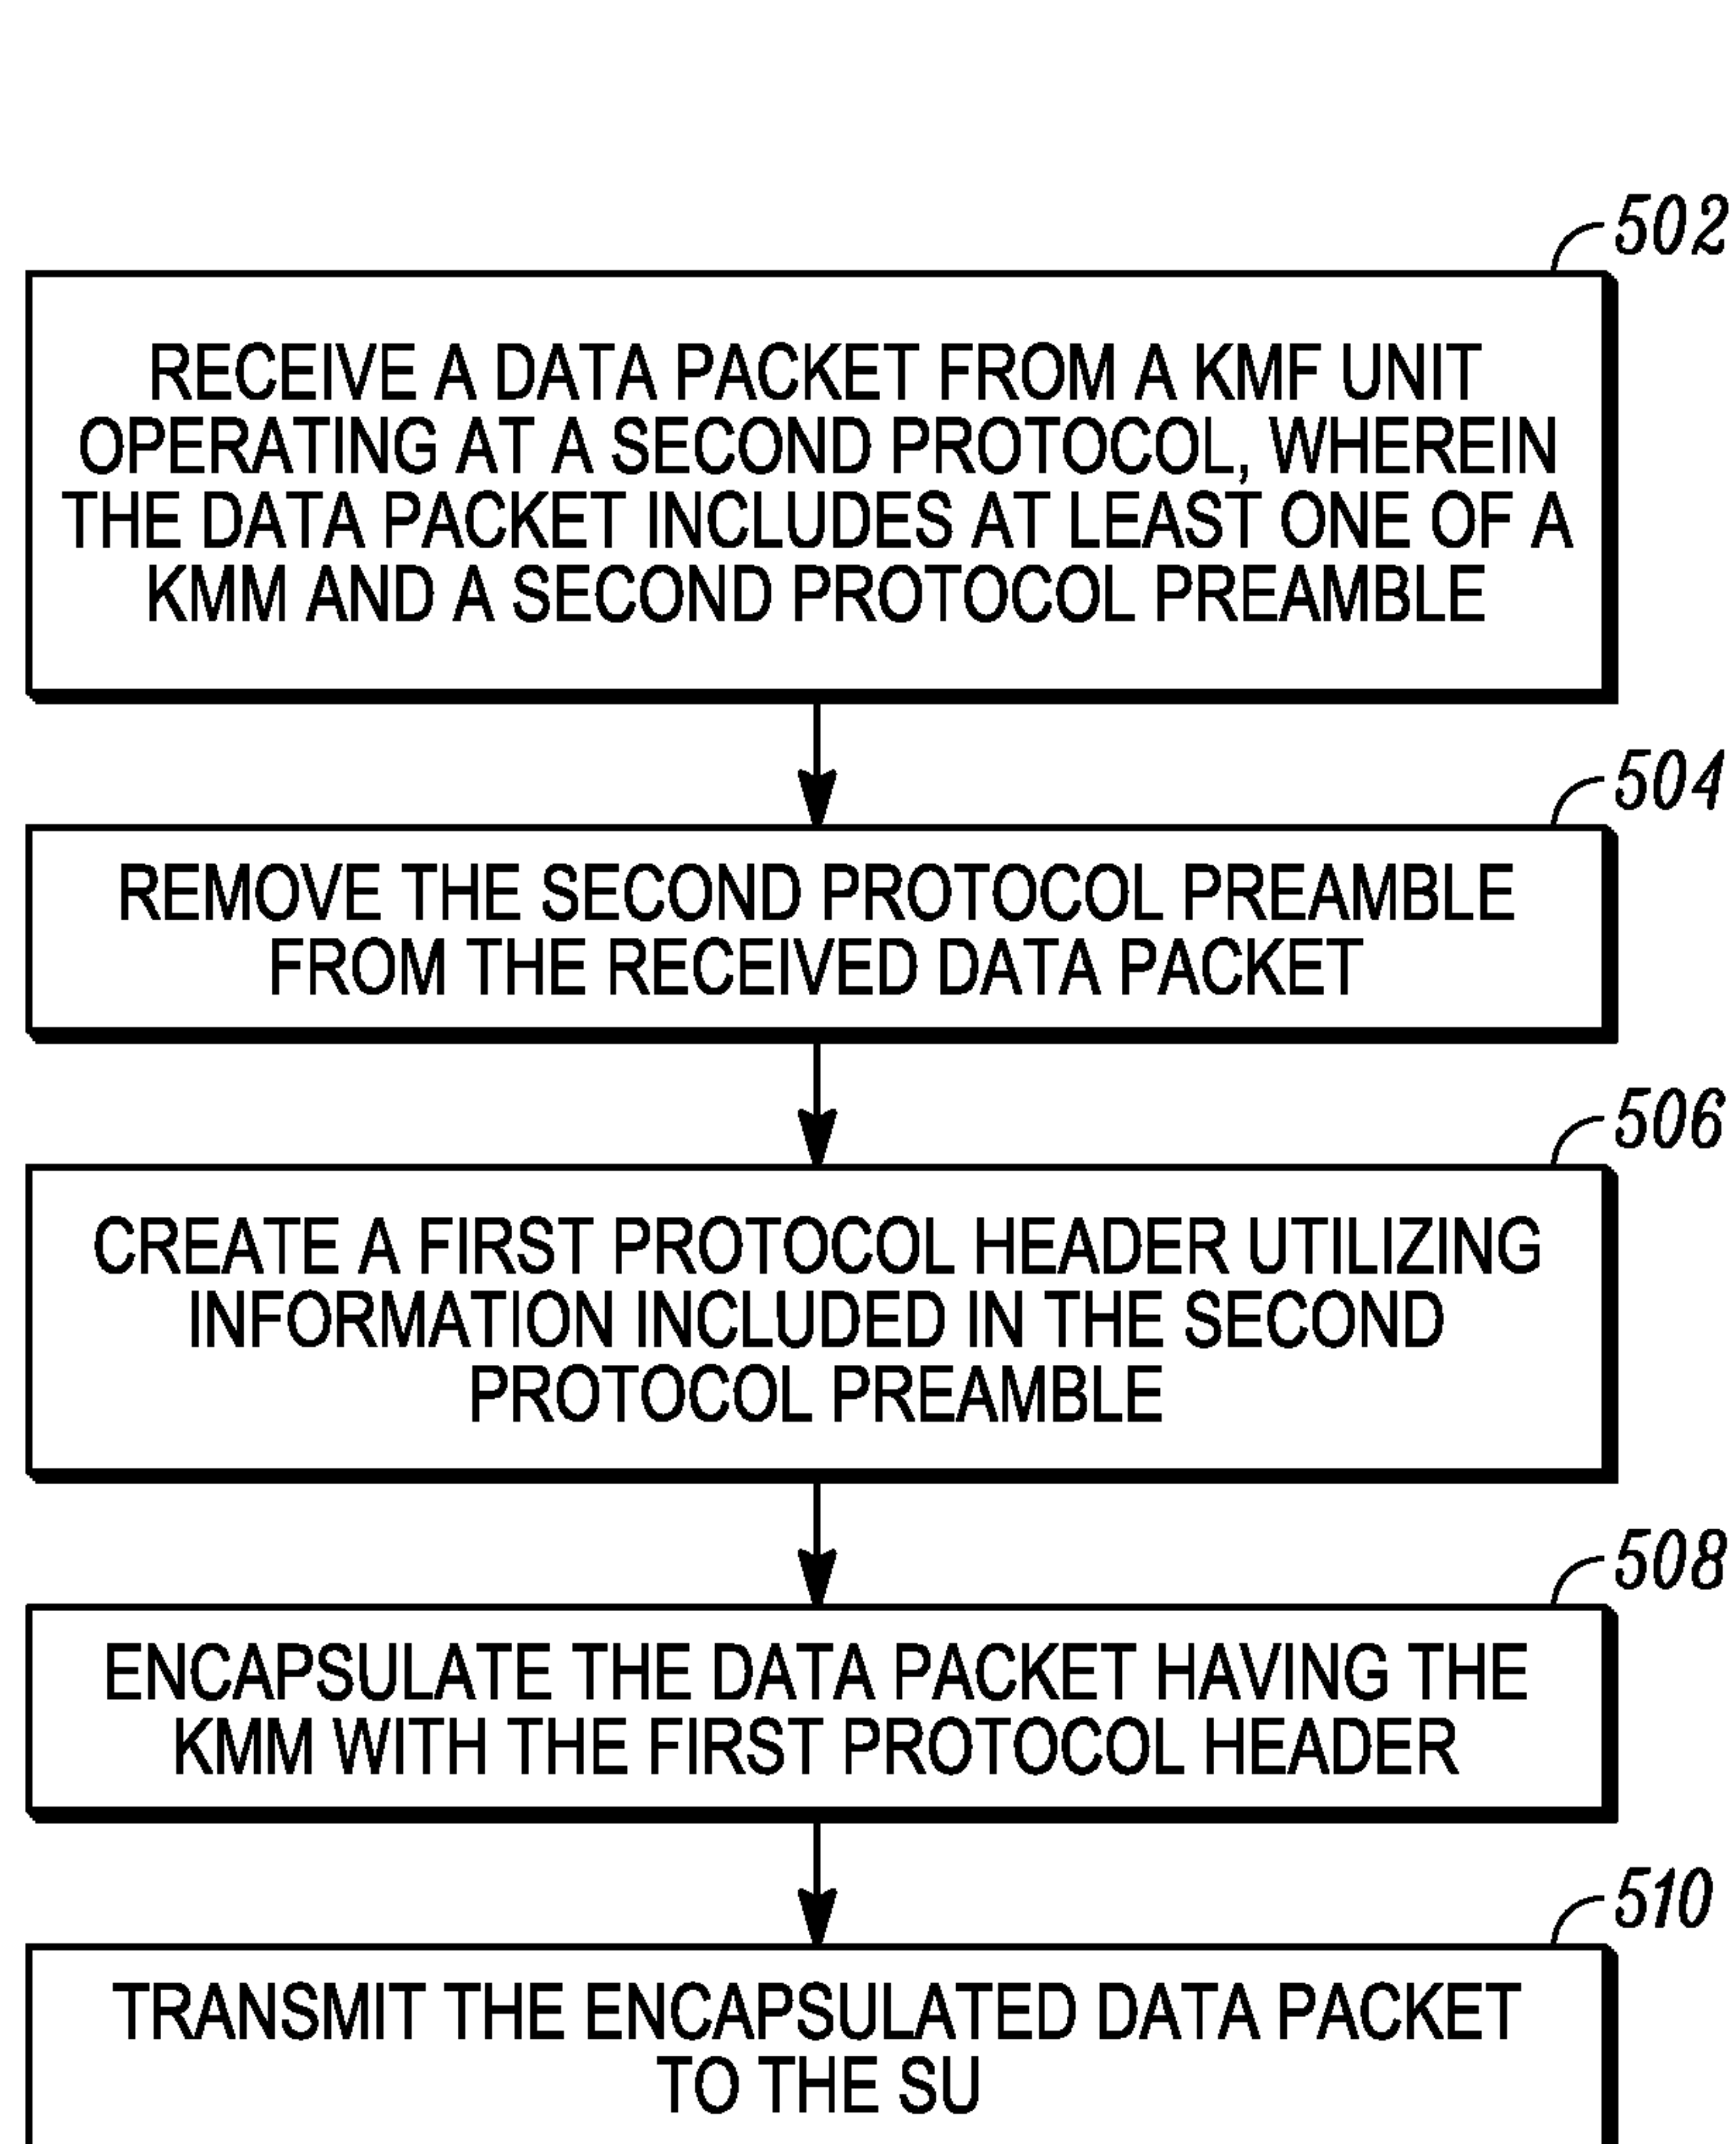 502
RECEIVE A DATA PACKET FROM A KMF UNIT
OPERATING AT A SECOND PROTOCOL, WHEREIN
THE DATA PACKET INCLUDES AT LEAST ONE OF A
KMM AND A SECOND PROTOCOL PREAMBLE
504
REMOVE THE SECOND PROTOCOL PREAMBLE
FROM THE RECEIVED DATA PACKET
506
CREATE A FIRST PROTOCOL HEADER UTILIZING
INFORMATION INCLUDED IN THE SECOND
PROTOCOL PREAMBLE
508
ENCAPSULATE THE DATA PACKET HAVING THE
KMM WITH THE FIRST PROTOCOL HEADER
510
TRANSMIT THE ENCAPSULATED DATA PACKET
TO THE SU